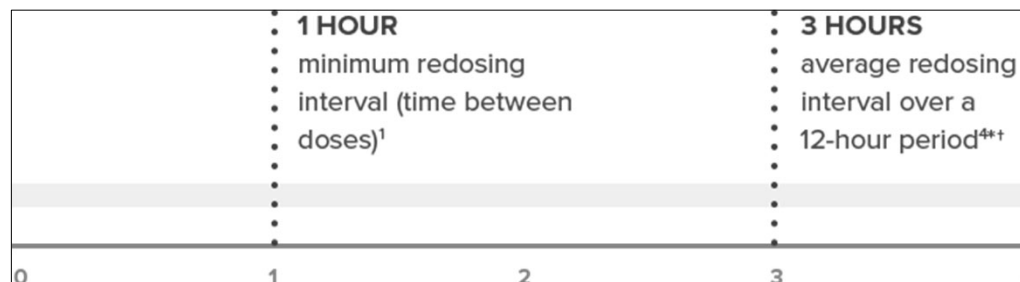 1 HOUR
minimum redosing
interval (time between
doses)¹
3 HOURS
average redosing
interval over a
12-hour period⁴*†
0 1 2 3